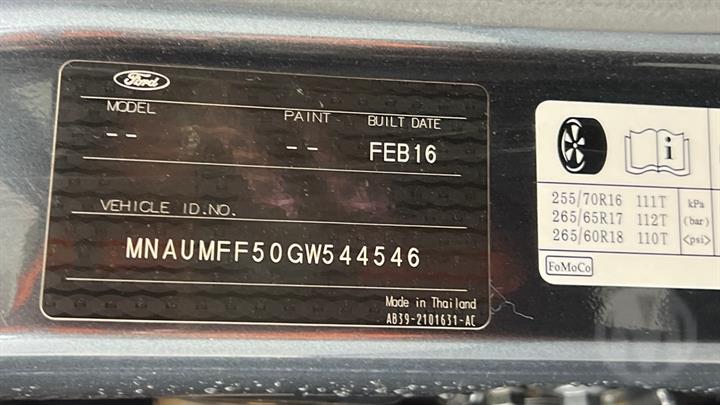 Ford
MODEL PAINT BUILT DATE
-- -- FEB16
VEHICLE ID.NO.
MNAUMFF50GW544546
Made in Thailand
AB39-2101631-AC
i
255/70R16 111T kPa
265/65R17 112T (bar)
265/60R18 110T <psi>
FoMoCo